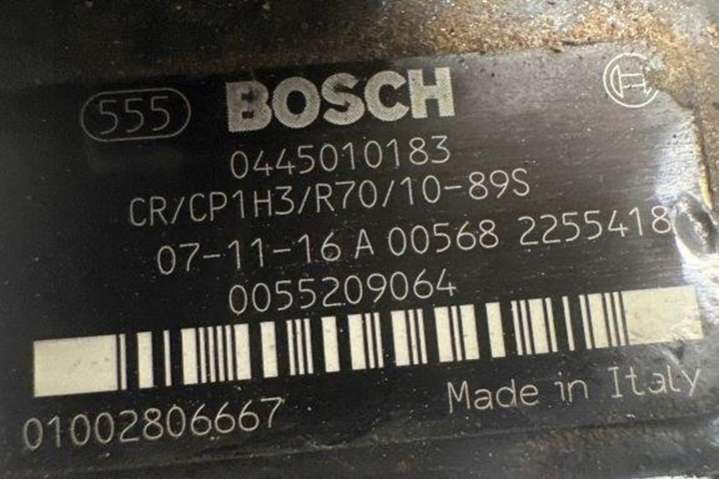 555 BOSCH
0445010183
CR/CP1H3/R70/10-89S
07-11-16 A 00568 2255418
0055209064
01002806667 Made in Italy